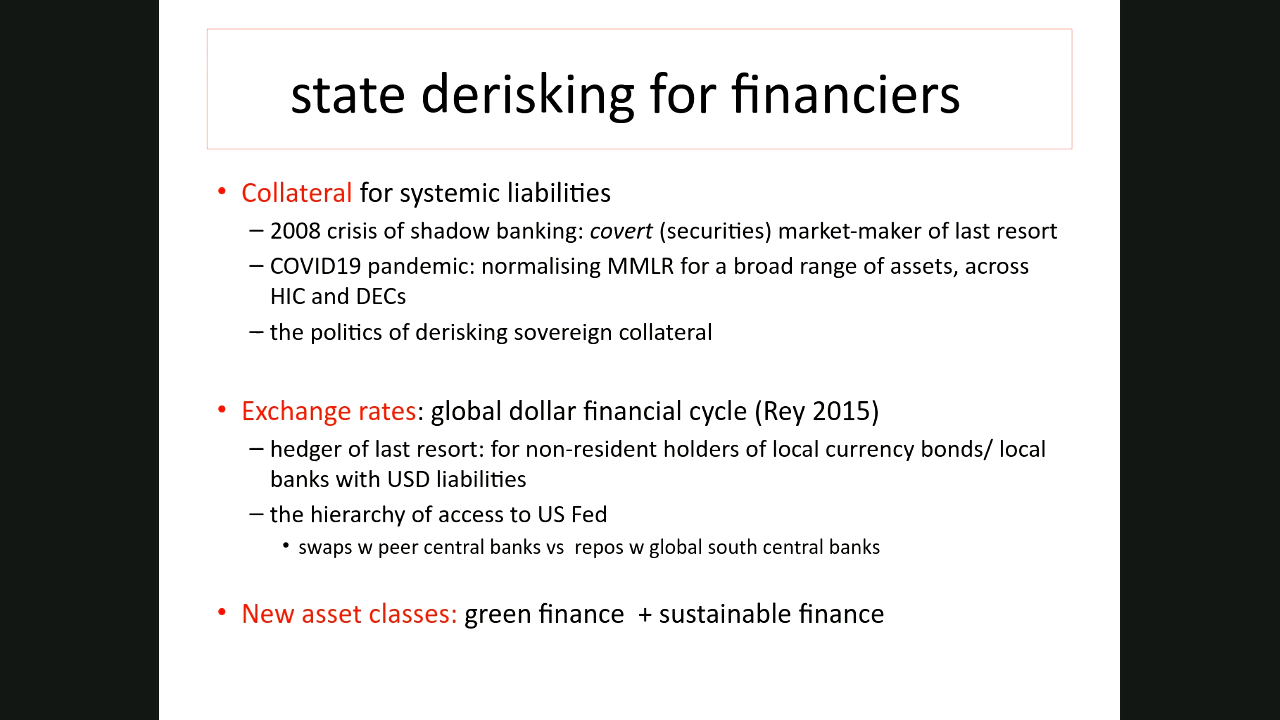 state derisking for financiers
• Collateral for systemic liabilities
– 2008 crisis of shadow banking: covert (securities) market-maker of last resort
– COVID19 pandemic: normalising MMLR for a broad range of assets, across
HIC and DECs
– the politics of derisking sovereign collateral
• Exchange rates: global dollar financial cycle (Rey 2015)
– hedger of last resort: for non-resident holders of local currency bonds/ local
banks with USD liabilities
– the hierarchy of access to US Fed
• swaps w peer central banks vs  repos w global south central banks
• New asset classes: green finance  + sustainable finance